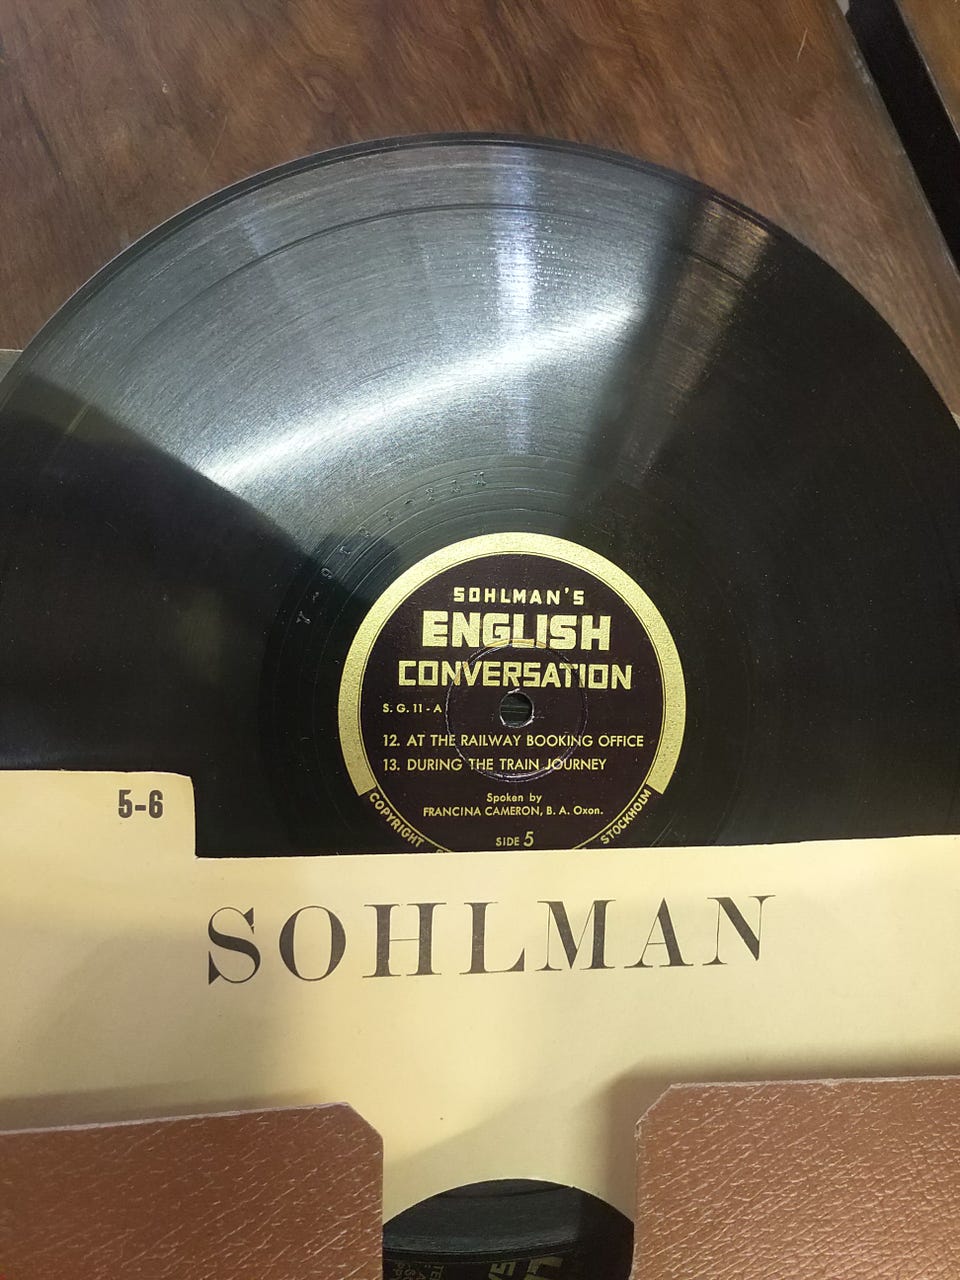 SOHLMAN'S
ENGLISH
CONVERSATION
S. G. 11 - A
12. AT THE RAILWAY BOOKING OFFICE
13. DURING THE TRAIN JOURNEY
Spoken by
FRANCINA CAMERON, B. A. Oxon.
SIDE 5
COPYRIGHT
STOCKHOLM
5-6
SOHLMAN